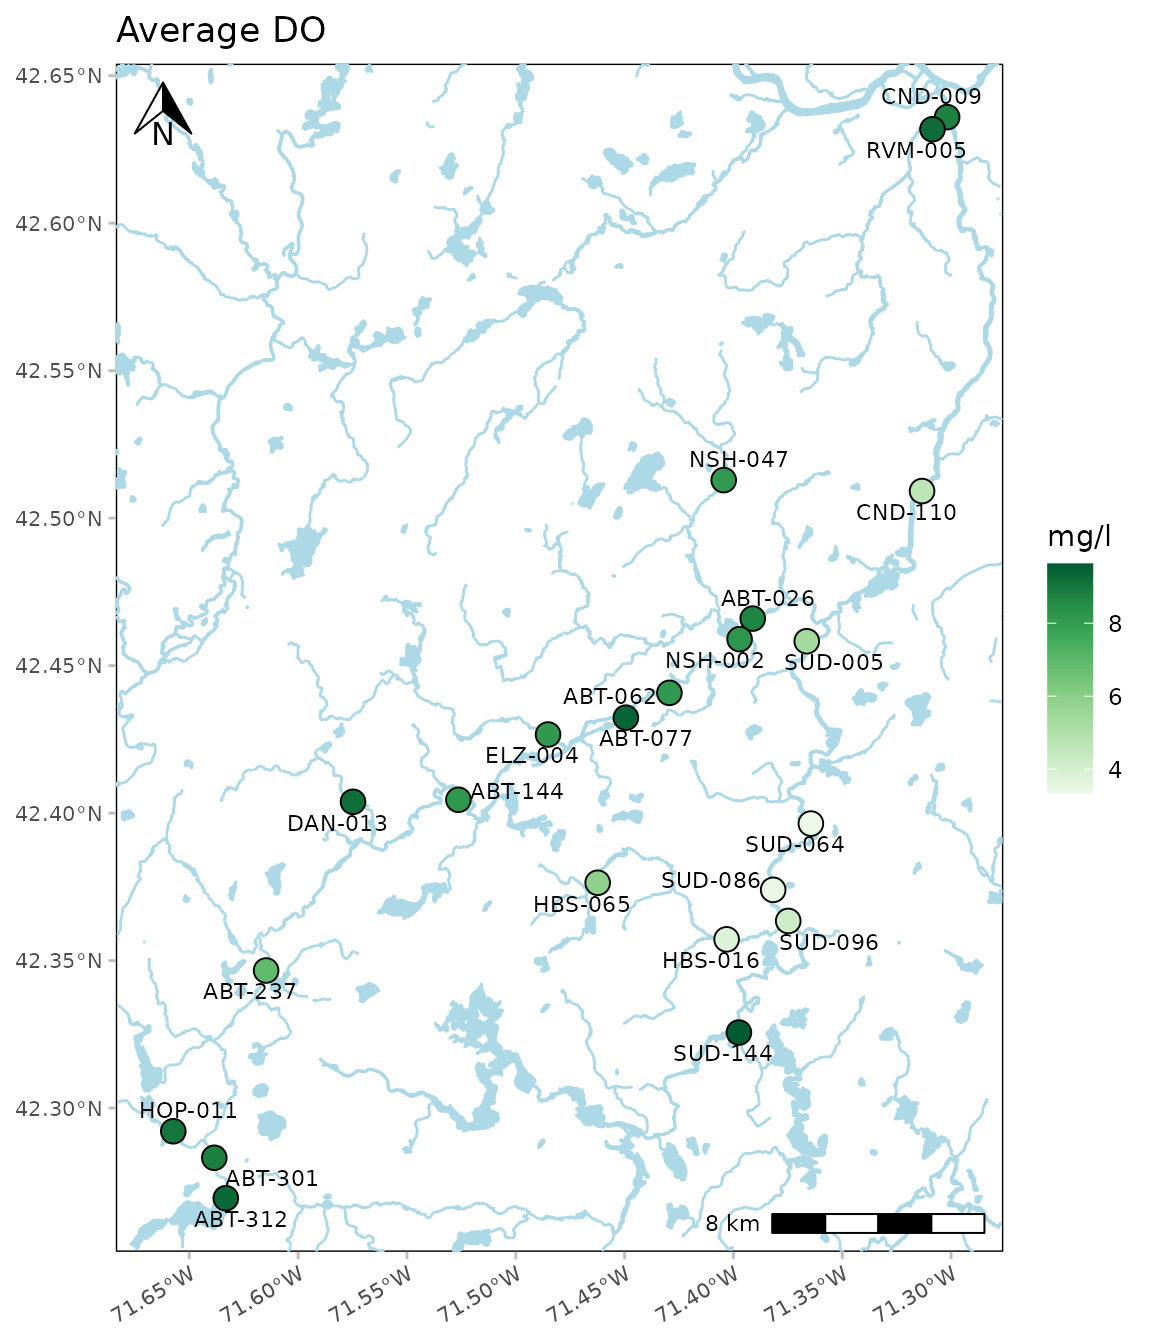 Average DO
42.65°N
42.60°N
42.55°N
42.50°N
42.45°N
42.40°N
42.35°N
42.30°N
N
CND-009
RVM-005
NSH-047
CND-110
ABT-026
NSH-002
SUD-005
ABT-062
ABT-077
ELZ-004
ABT-144
DAN-013
SUD-064
SUD-086
HBS-065
SUD-096
HBS-016
ABT-237
SUD-144
HOP-011
ABT-301
ABT-312
8 km
71.65°W
71.60°W
71.55°W
71.50°W
71.45°W
71.40°W
71.35°W
71.30°W
mg/l
8
6
4